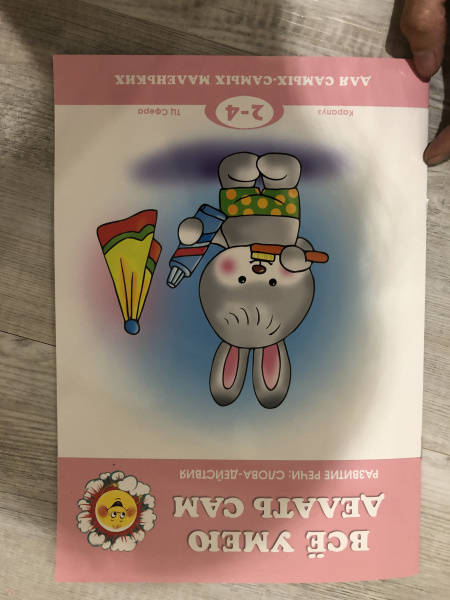 ВСЁ УМЕЮ
ДЕЛАТЬ САМ
РАЗВИТИЕ РЕЧИ: СЛОВА-ДЕЙСТВИЯ
Карапуз
2-4
ТЦ Сфера
ДЛЯ САМЫХ-САМЫХ МАЛЕНЬКИХ